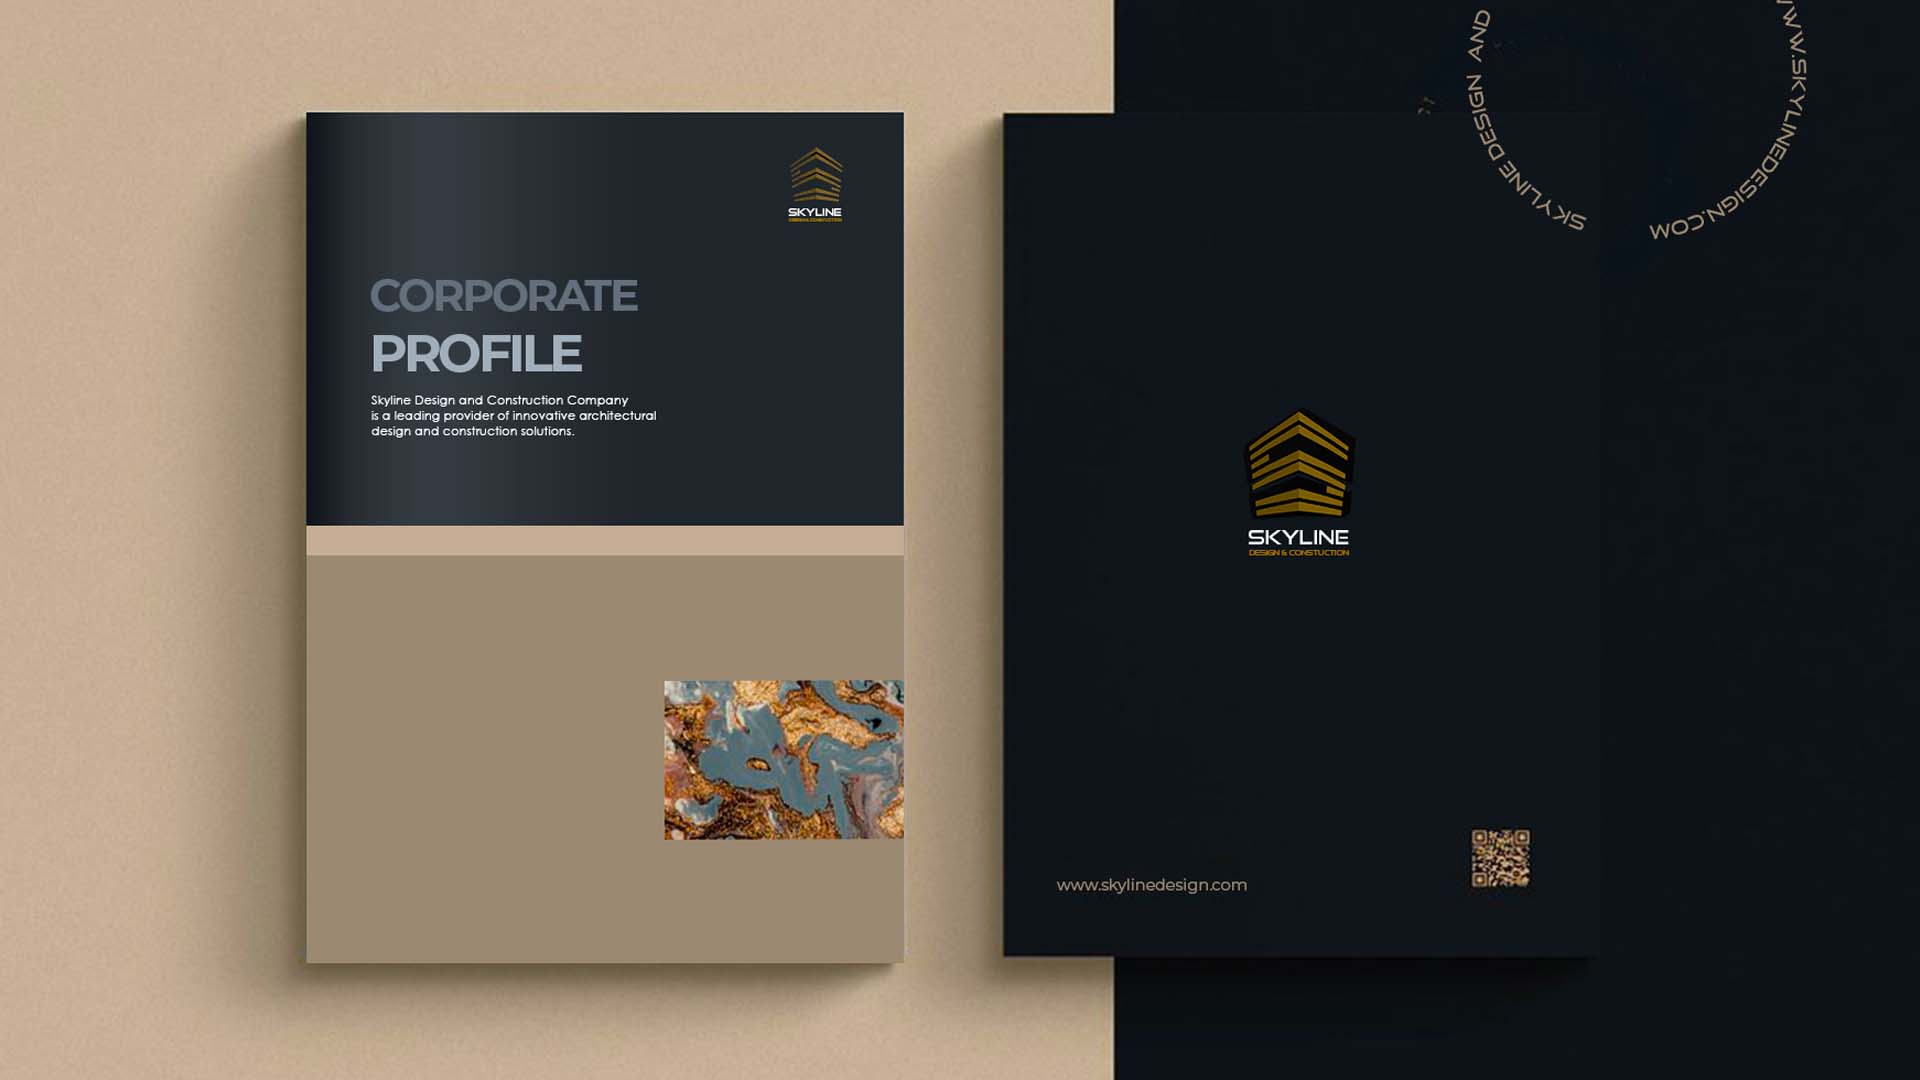 SKYLINE
CORPORATE
PROFILE
Skyline Design and Construction Company
is a leading provider of innovative architectural
design and construction solutions.
SKYLINE DESIGN AND
WWW.SKYLINEDESIGN.COM
SKYLINE
DESIGN & CONSTUCTION
www.skylinedesign.com